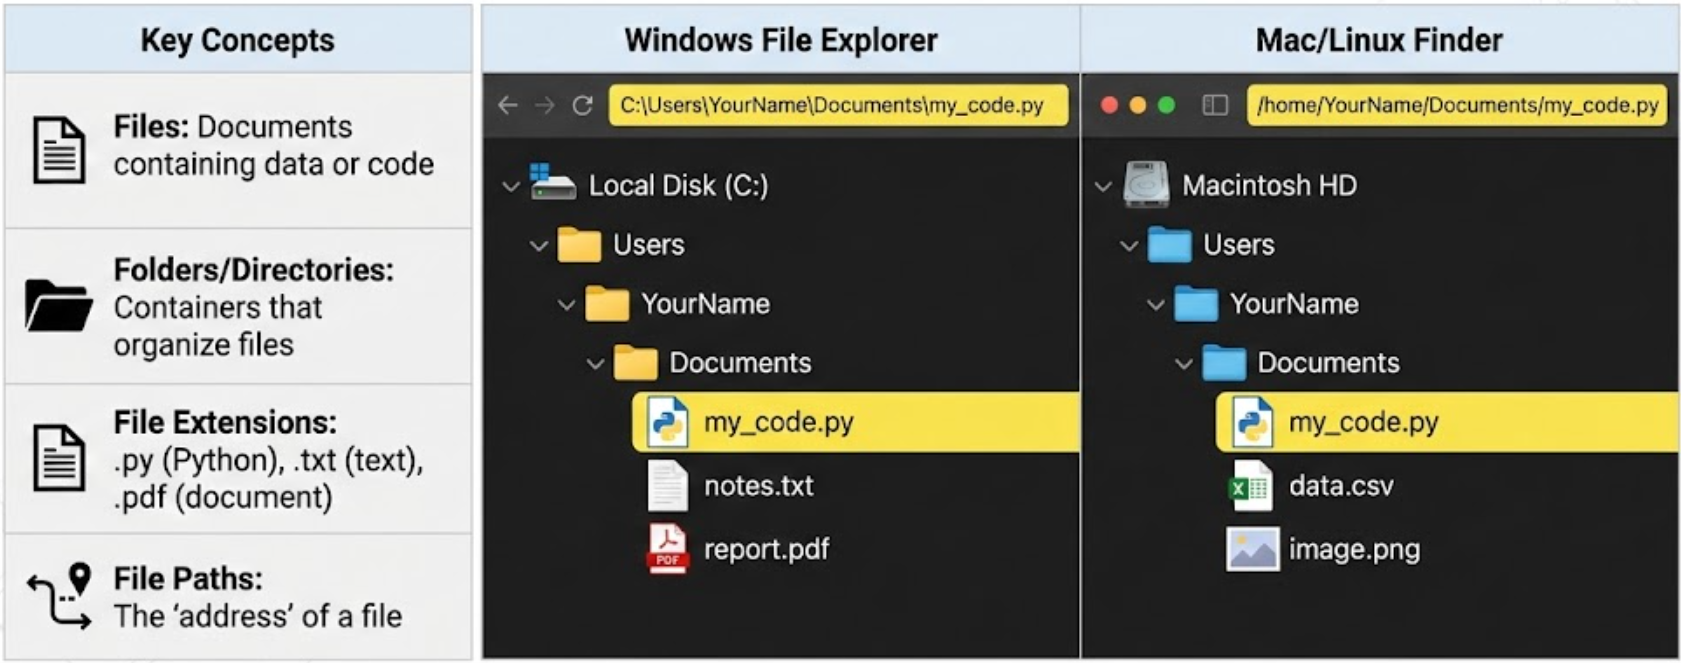 Key Concepts
Files: Documents
containing data or code
Folders/Directories:
Containers that
organize files
File Extensions:
.py (Python), .txt (text),
.pdf (document)
File Paths:
The ‘address’ of a file
Windows File Explorer
C:\Users\YourName\Documents\my_code.py
Local Disk (C:)
Users
YourName
Documents
my_code.py
notes.txt
PDF
report.pdf
Mac/Linux Finder
/home/YourName/Documents/my_code.py
Macintosh HD
Users
YourName
Documents
my_code.py
X
data.csv
image.png